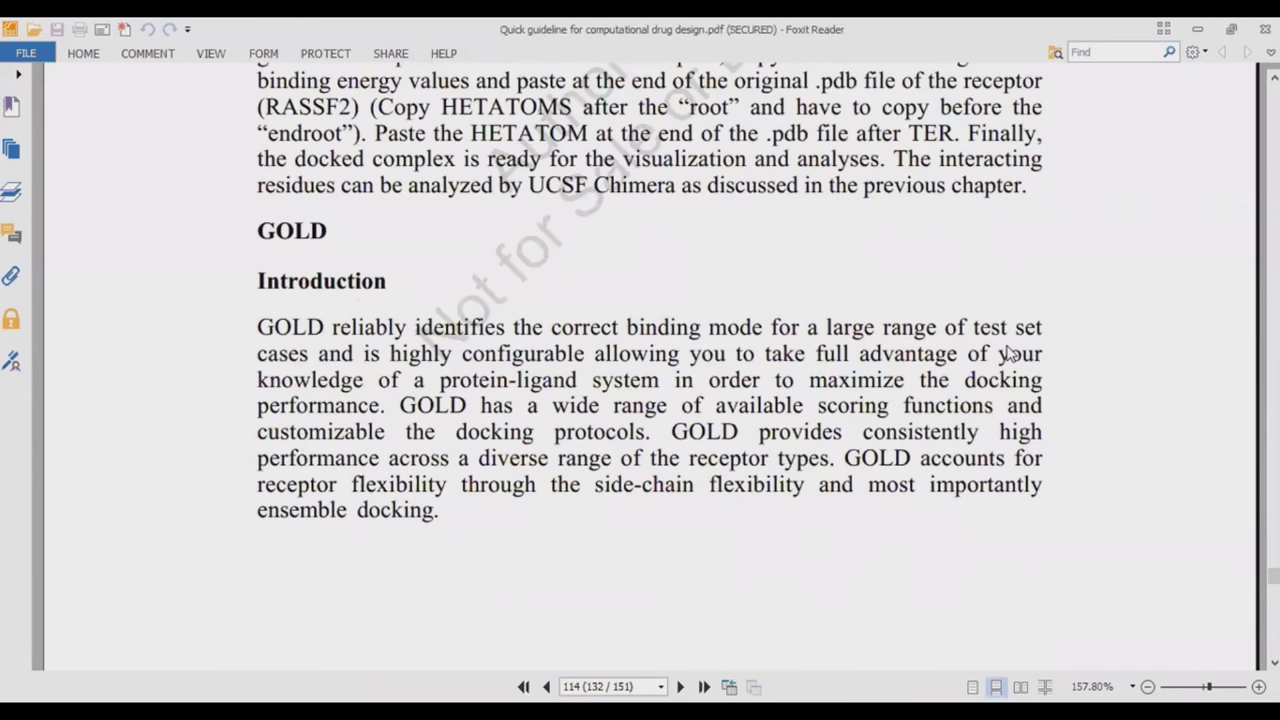 Quick guideline for computational drug design.pdf (SECURED) - Foxit Reader
FILE HOME COMMENT VIEW FORM PROTECT SHARE HELP Find
binding energy values and paste at the end of the original .pdb file of the receptor
(RASSF2) (Copy HETATOMS after the “root” and have to copy before the
“endroot”). Paste the HETATOM at the end of the .pdb file after TER. Finally,
the docked complex is ready for the visualization and analyses. The interacting
residues can be analyzed by UCSF Chimera as discussed in the previous chapter.
GOLD
Introduction
GOLD reliably identifies the correct binding mode for a large range of test set
cases and is highly configurable allowing you to take full advantage of your
knowledge of a protein-ligand system in order to maximize the docking
performance. GOLD has a wide range of available scoring functions and
customizable the docking protocols. GOLD provides consistently high
performance across a diverse range of the receptor types. GOLD accounts for
receptor flexibility through the side-chain flexibility and most importantly
ensemble docking.
Not for Sale or
114 (132 / 151)
157.80%